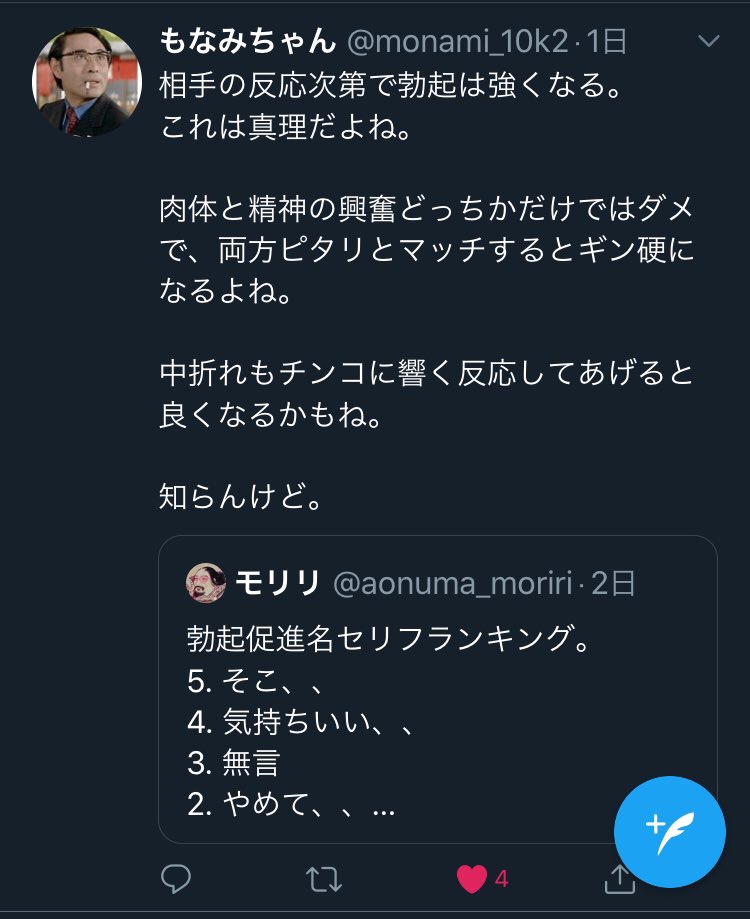 もなみちゃん @monami_10k2·1日
相手の反応次第で勃起は強くなる。
これは真理だよね。
肉体と精神の興奮どっちかだけではダメ
で、両方ピタリとマッチするとギン硬に
なるよね。
中折れもチンコに響く反応してあげると
良くなるかもね。
知らんけど。
モリリ @aonuma_moriri·2日
勃起促進名セリフランキング。
5. そこ、、
4. 気持ちいい、、
3. 無言
2. やめて、、...
4